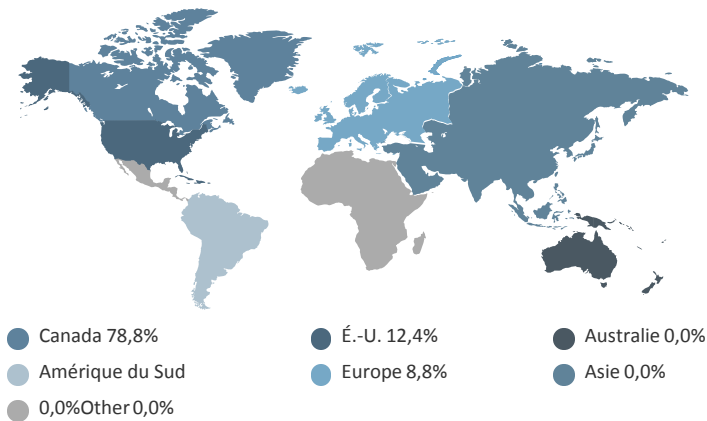 Canada 78,8%
É.-U. 12,4%
Australie 0,0%
Amérique du Sud
Europe 8,8%
Asie 0,0%
0,0%Other 0,0%